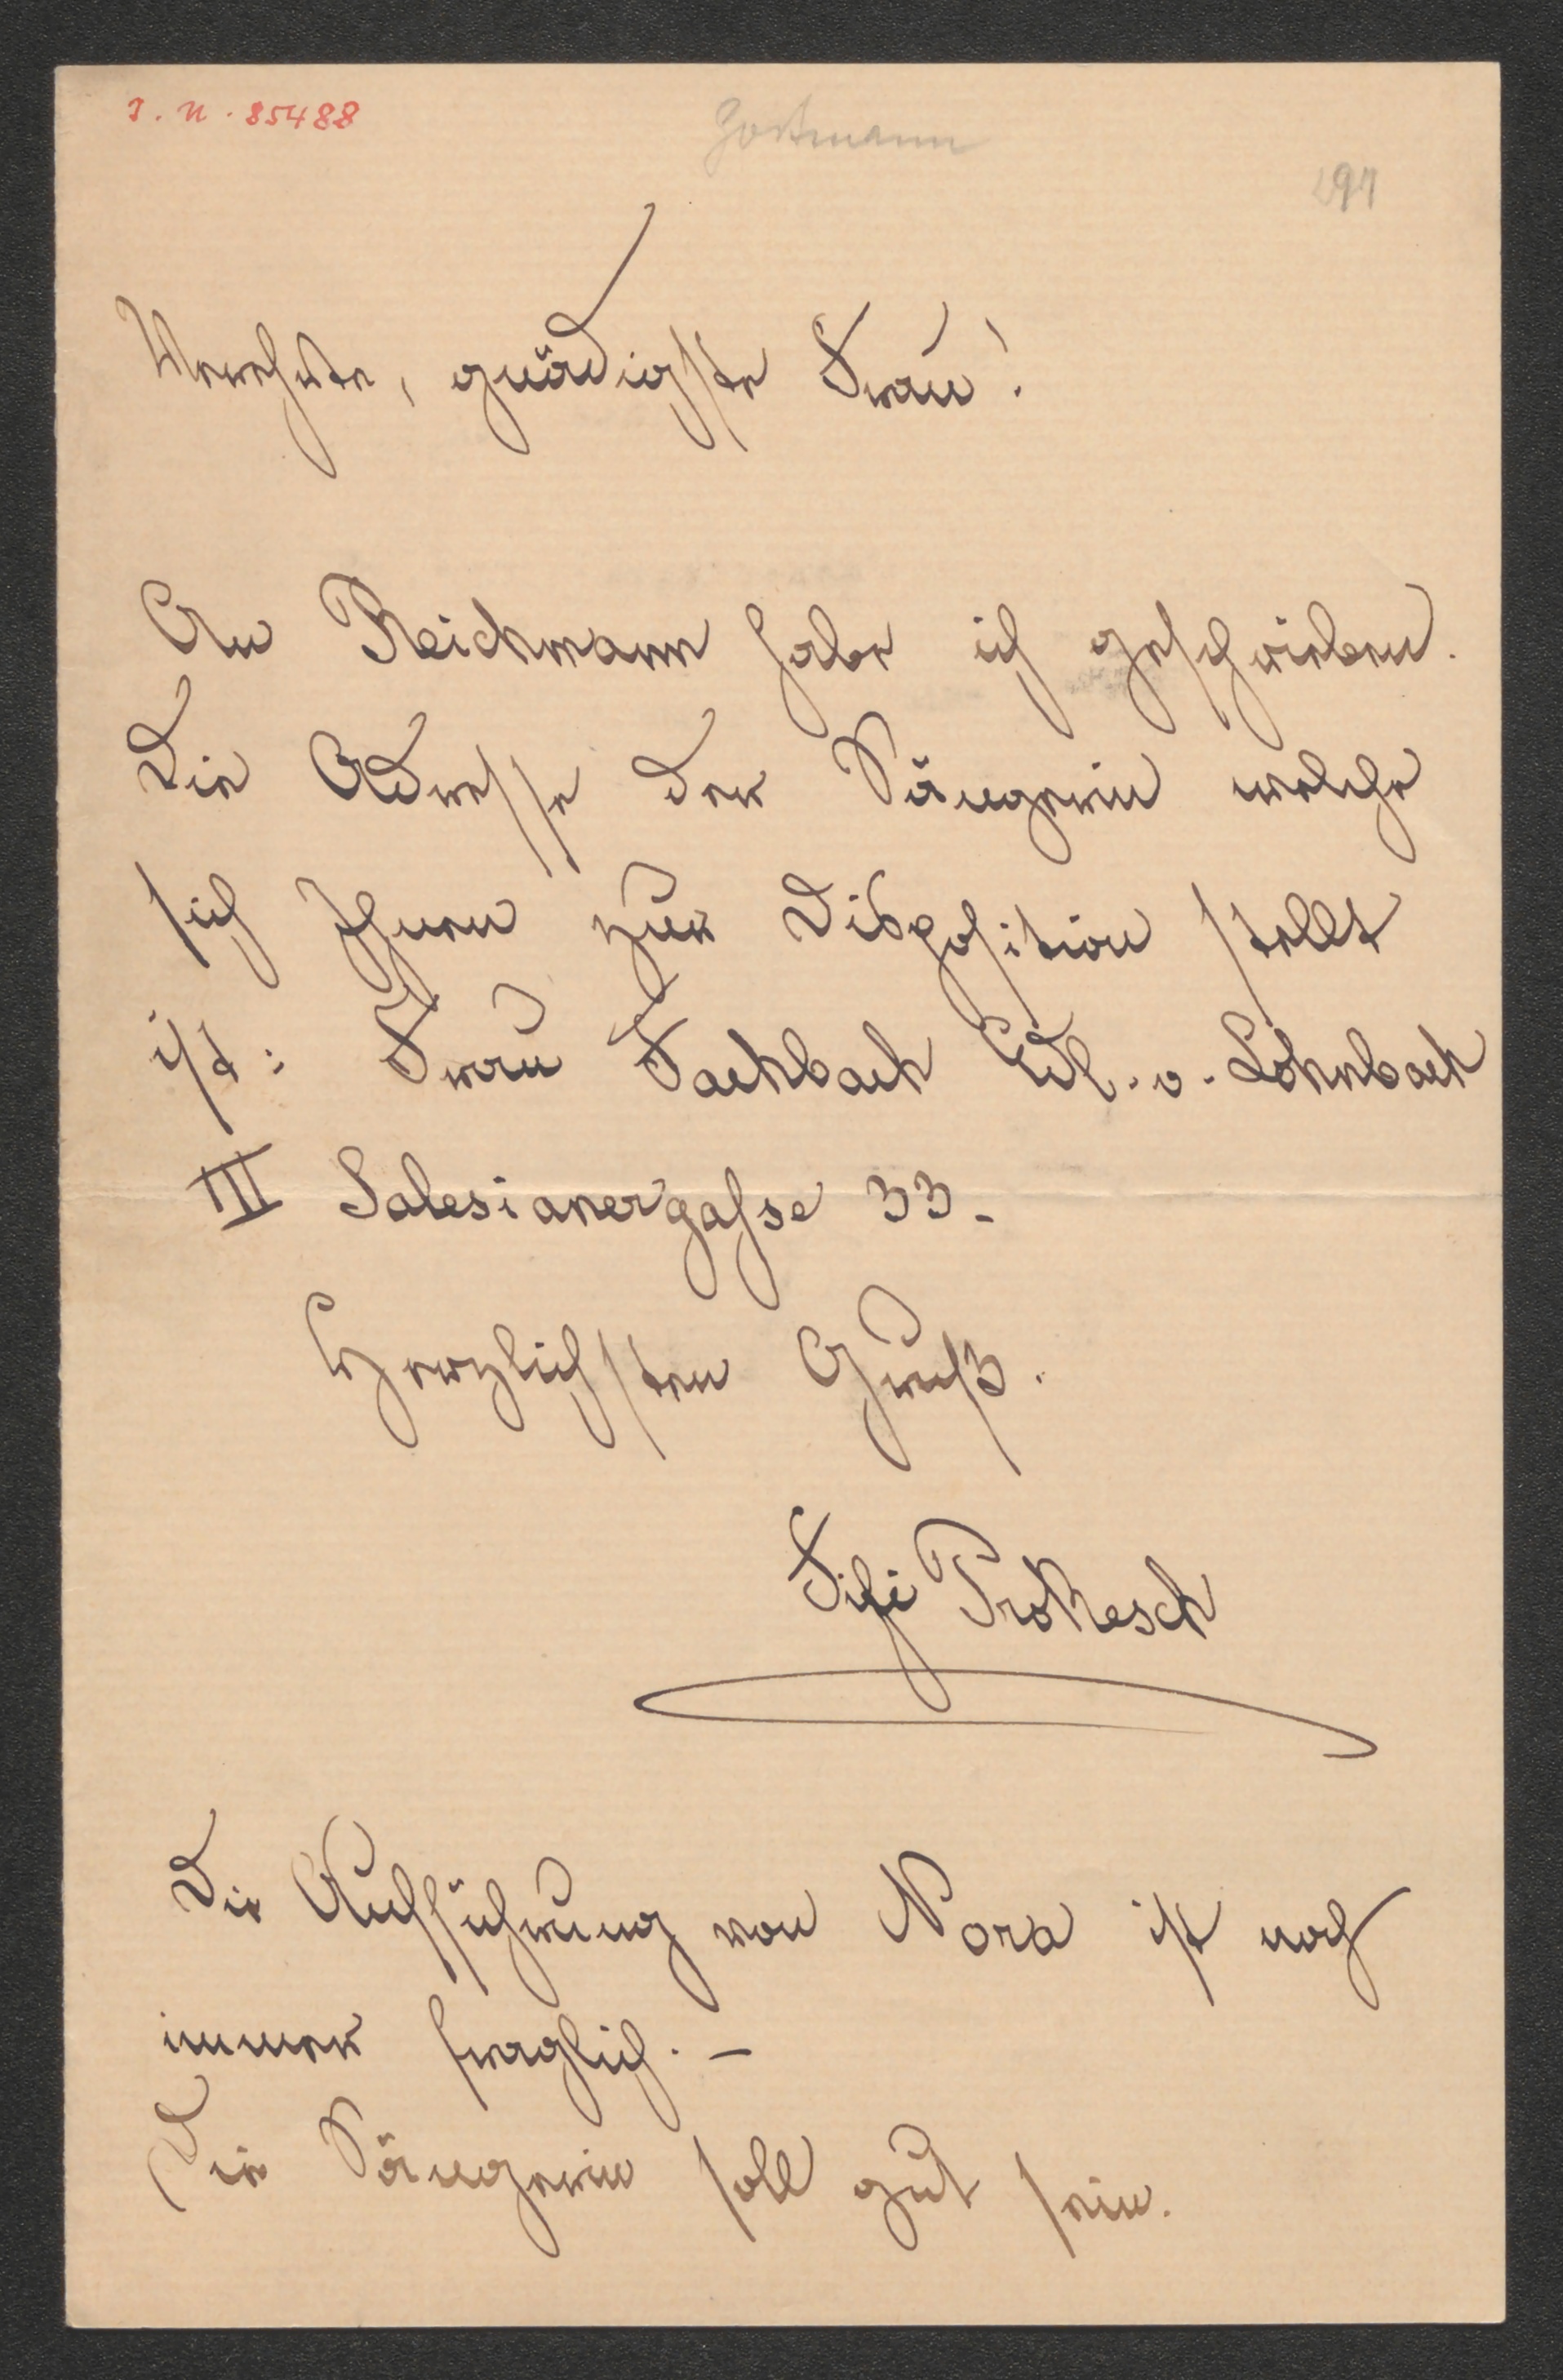 I. N. 85488
291
Verehrte, gnädigste Frau!
An Reichmann habe ich geschrieben.
Die Adresse der Sängerin welche
sich Ihnen zur Disposition stellt
ist: Frau Fachbach Edl. v. Lohnbach
III Salesianergasse 33.
Herzlichsten Gruß.
Fifi Prokesch
Die Aufführung von Nora ist noch
immer fraglich. –
Die Sängerin soll gut sein.